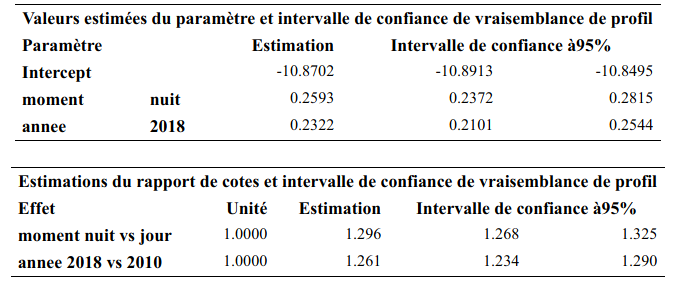 Valeurs estimées du paramètre et intervalle de confiance de vraisemblance de profil
Paramètre Estimation Intervalle de confiance à95%
Intercept -10.8702 -10.8913 -10.8495
moment nuit 0.2593 0.2372 0.2815
annee 2018 0.2322 0.2101 0.2544
Estimations du rapport de cotes et intervalle de confiance de vraisemblance de profil
Effet Unité Estimation Intervalle de confiance à95%
moment nuit vs jour 1.0000 1.296 1.268 1.325
annee 2018 vs 2010 1.0000 1.261 1.234 1.290